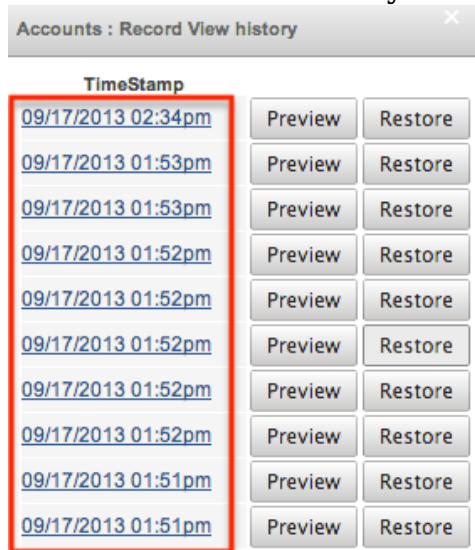 Accounts : Record View history
TimeStamp
09/17/2013 02:34pm Preview Restore
09/17/2013 01:53pm Preview Restore
09/17/2013 01:53pm Preview Restore
09/17/2013 01:52pm Preview Restore
09/17/2013 01:52pm Preview Restore
09/17/2013 01:52pm Preview Restore
09/17/2013 01:52pm Preview Restore
09/17/2013 01:52pm Preview Restore
09/17/2013 01:51pm Preview Restore
09/17/2013 01:51pm Preview Restore